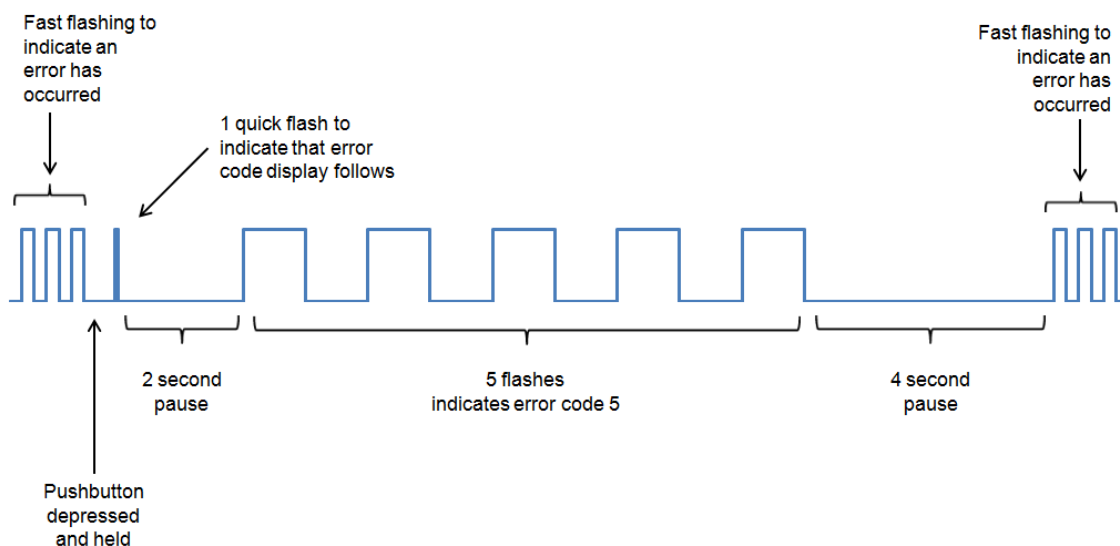 Fast flashing to
indicate an
error has
occurred
1 quick flash to
indicate that error
code display follows
Fast flashing to
indicate an
error has
occurred
2 second
pause
5 flashes
indicates error code 5
4 second
pause
Pushbutton
depressed
and held